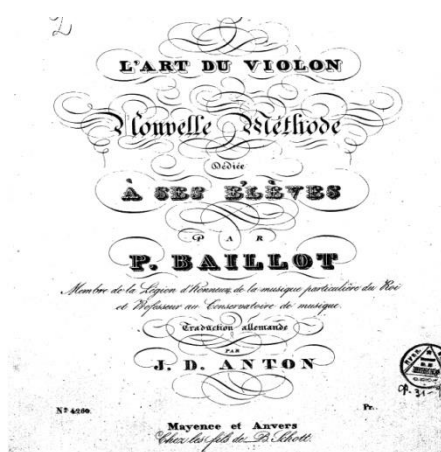 L'ART DU VIOLON
Nouvelle Méthode
Dédiée
À SES ÉLÈVES
PAR
P. BAILLOT
Membre de la Légion d'Honneur, de la musique particulière du Roi
et Professeur au Conservatoire de musique.
Traduction allemande
PAR
J. D. ANTON
Nº 4200.
Pr.
Mayence et Anvers
Chez les fils de B. Schott.